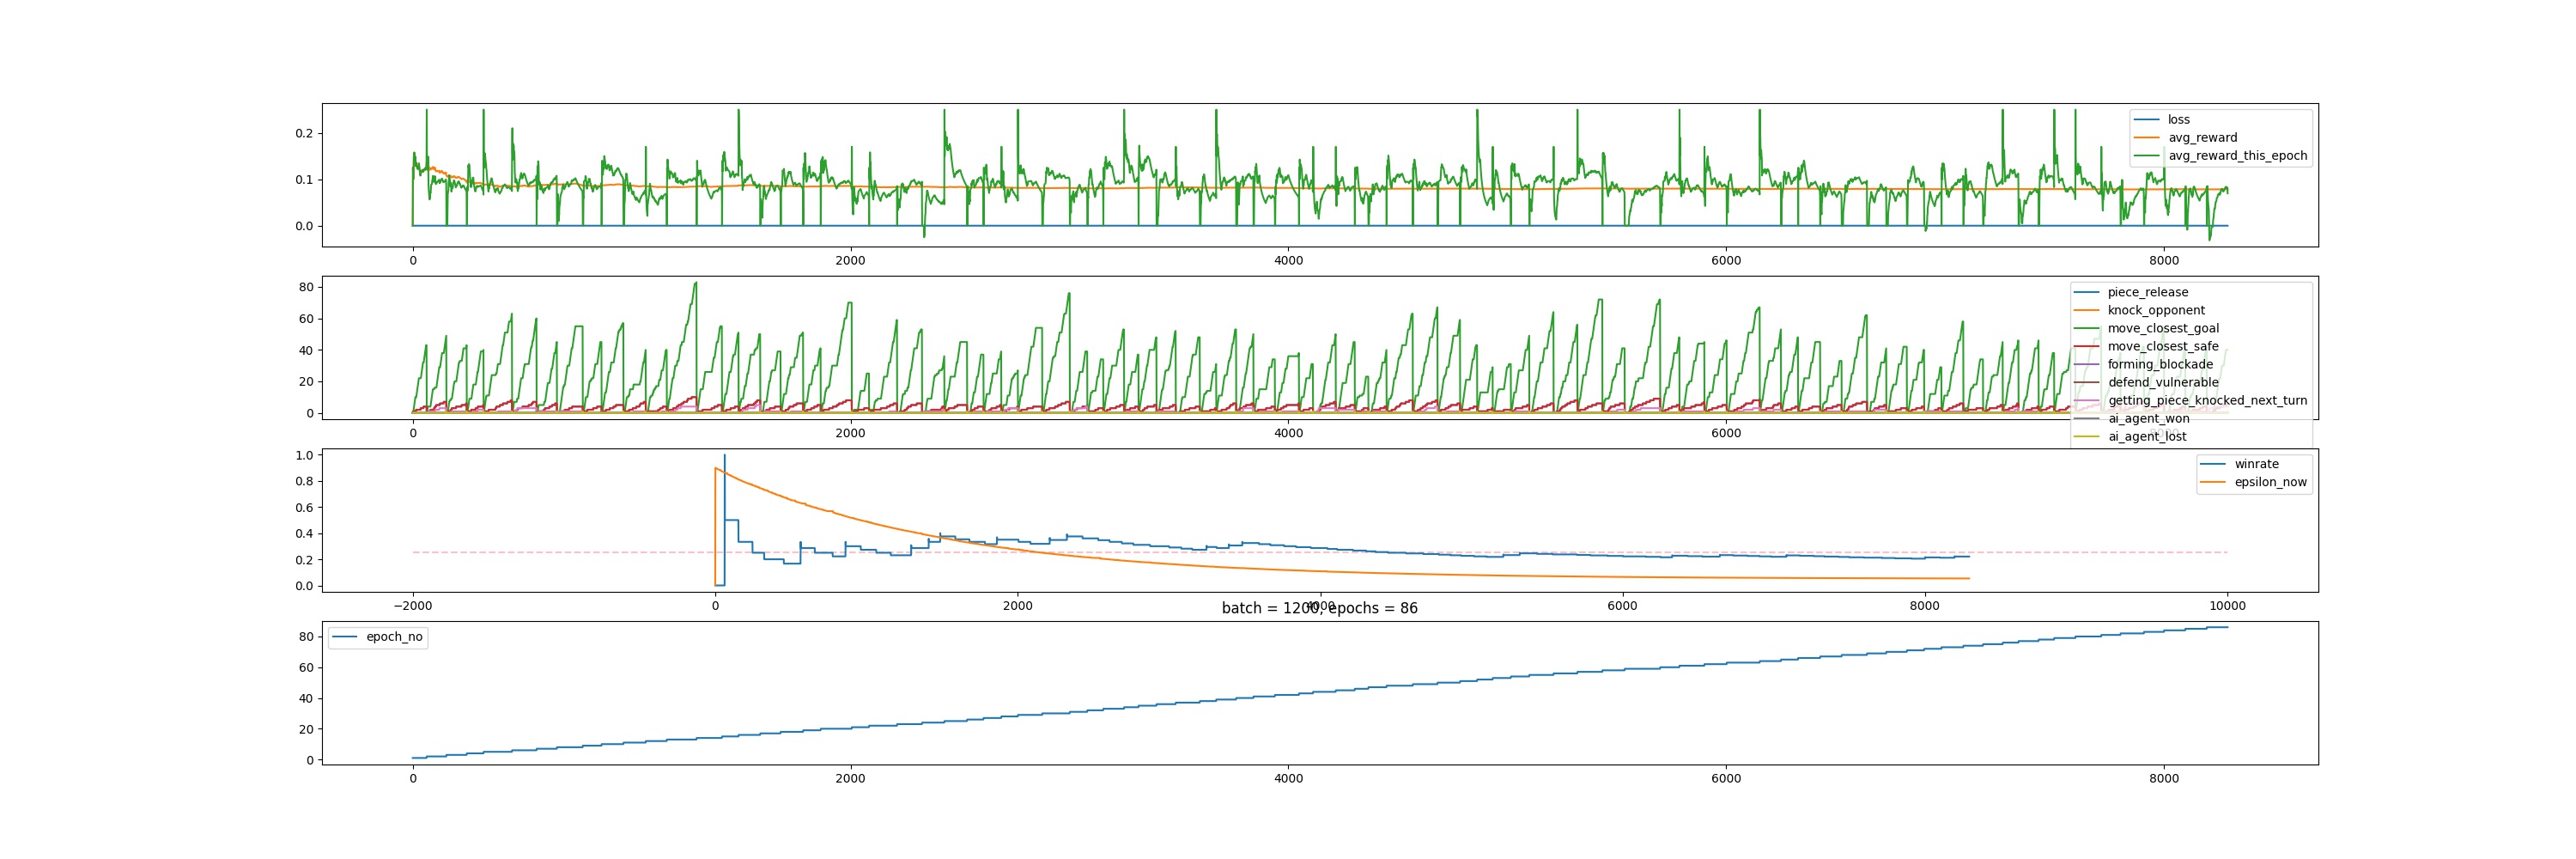 0.2
0.1
0.0
loss
avg_reward
avg_reward_this_epoch
0 2000 4000 6000 8000
80
60
40
20
0
piece_release
knock_opponent
move_closest_goal
move_closest_safe
forming_blockade
defend_vulnerable
getting_piece_knocked_next_turn
ai_agent_won
ai_agent_lost
0 2000 4000 6000 8000
1.0
0.8
0.6
0.4
0.2
0.0
winrate
epsilon_now
−2000 0 2000 4000 6000 8000 10000
batch = 1200, epochs = 86
80
60
40
20
0
epoch_no
0 2000 4000 6000 8000